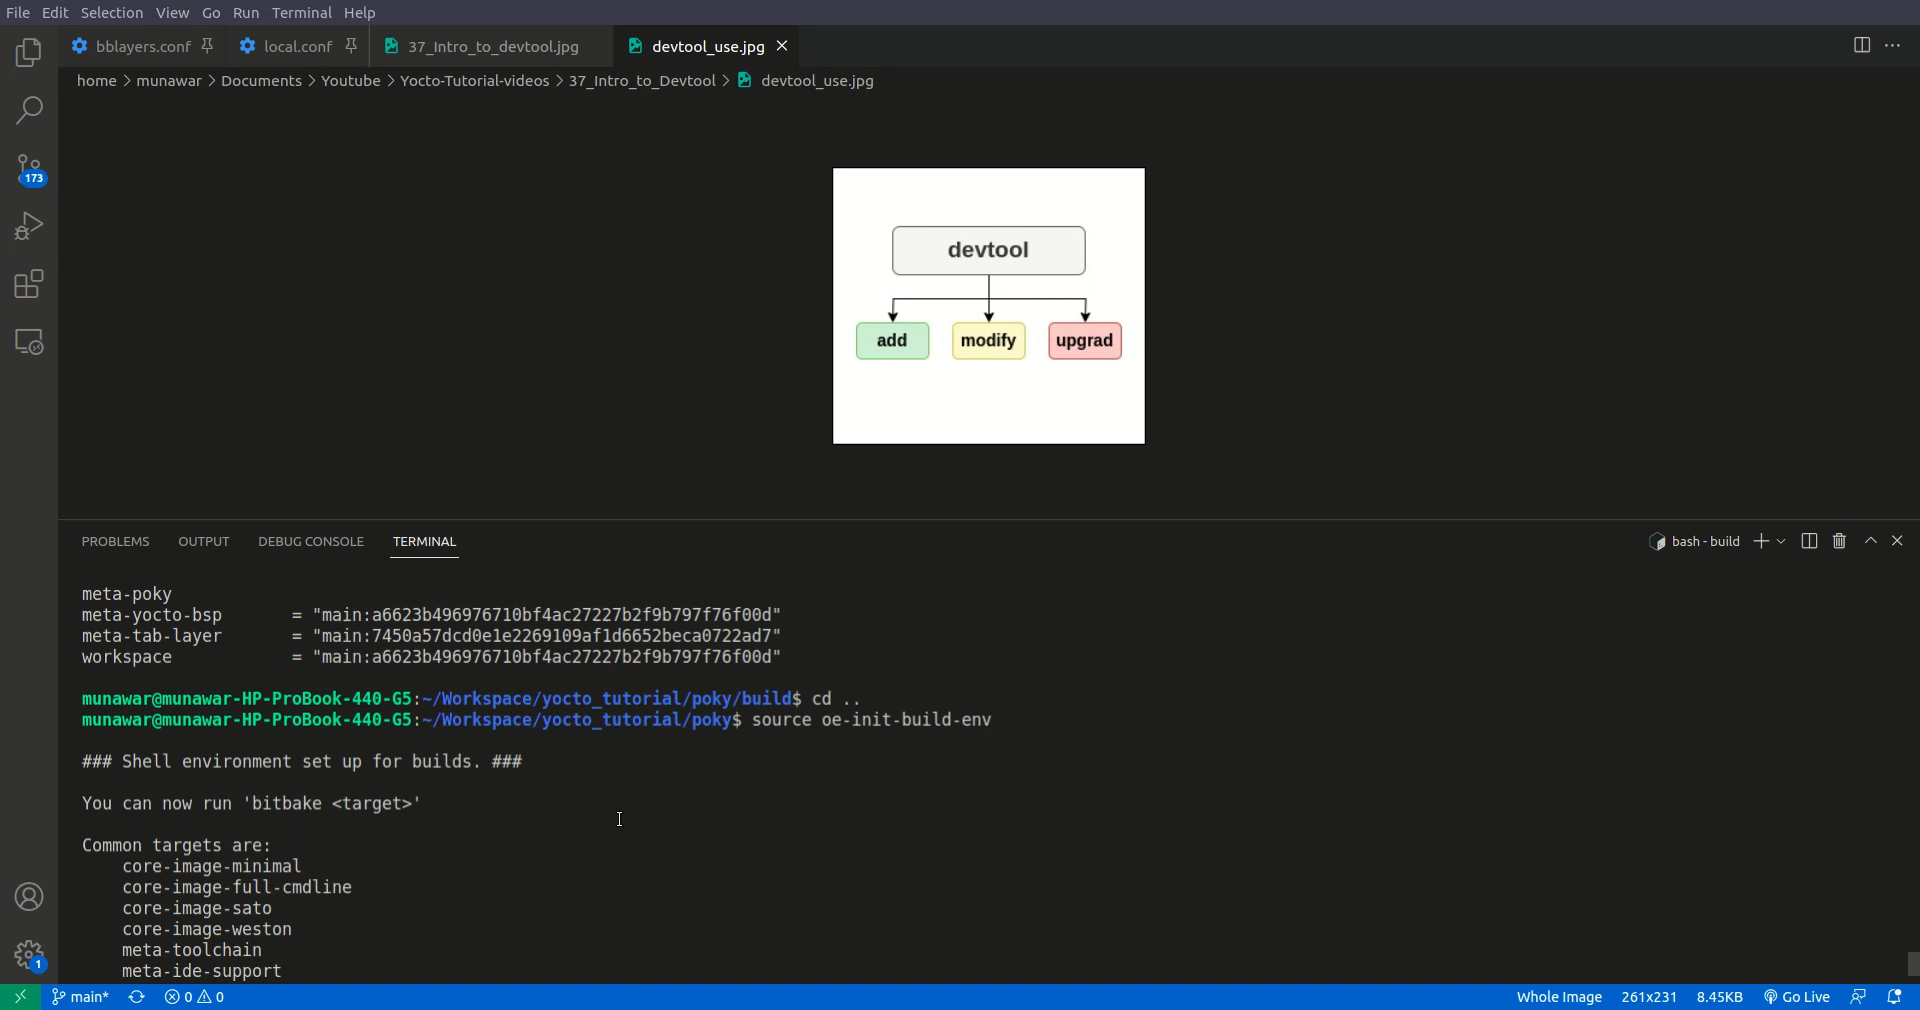 File Edit Selection View Go Run Terminal Help
bblayers.conf local.conf 37_Intro_to_devtool.jpg devtool_use.jpg
home > munawar > Documents > Youtube > Yocto-Tutorial-videos > 37_Intro_to_Devtool > devtool_use.jpg
173
devtool
add modify upgrad
PROBLEMS OUTPUT DEBUG CONSOLE TERMINAL bash - build
meta-poky
meta-yocto-bsp = "main:a6623b496976710bf4ac27227b2f9b797f76f00d"
meta-tab-layer = "main:7450a57dcd0e1e2269109af1d6652beca0722ad7"
workspace = "main:a6623b496976710bf4ac27227b2f9b797f76f00d"
munawar@munawar-HP-ProBook-440-G5:~/Workspace/yocto_tutorial/poky/build$ cd ..
munawar@munawar-HP-ProBook-440-G5:~/Workspace/yocto_tutorial/poky$ source oe-init-build-env
### Shell environment set up for builds. ###
You can now run 'bitbake <target>'
Common targets are:
core-image-minimal
core-image-full-cmdline
core-image-sato
core-image-weston
meta-toolchain
meta-ide-support
1
main* 0 0 Whole Image 261x231 8.45KB Go Live